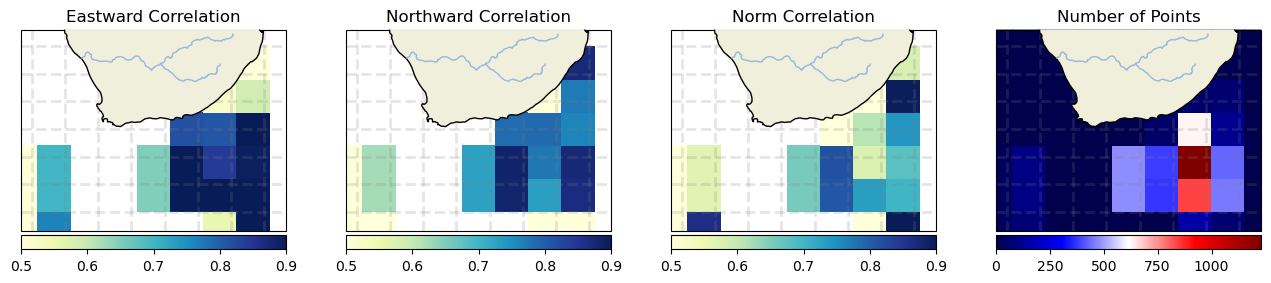 Eastward Correlation
Northward Correlation
Norm Correlation
Number of Points
0.5 0.6 0.7 0.8 0.9
0.5 0.6 0.7 0.8 0.9
0.5 0.6 0.7 0.8 0.9
0 250 500 750 1000